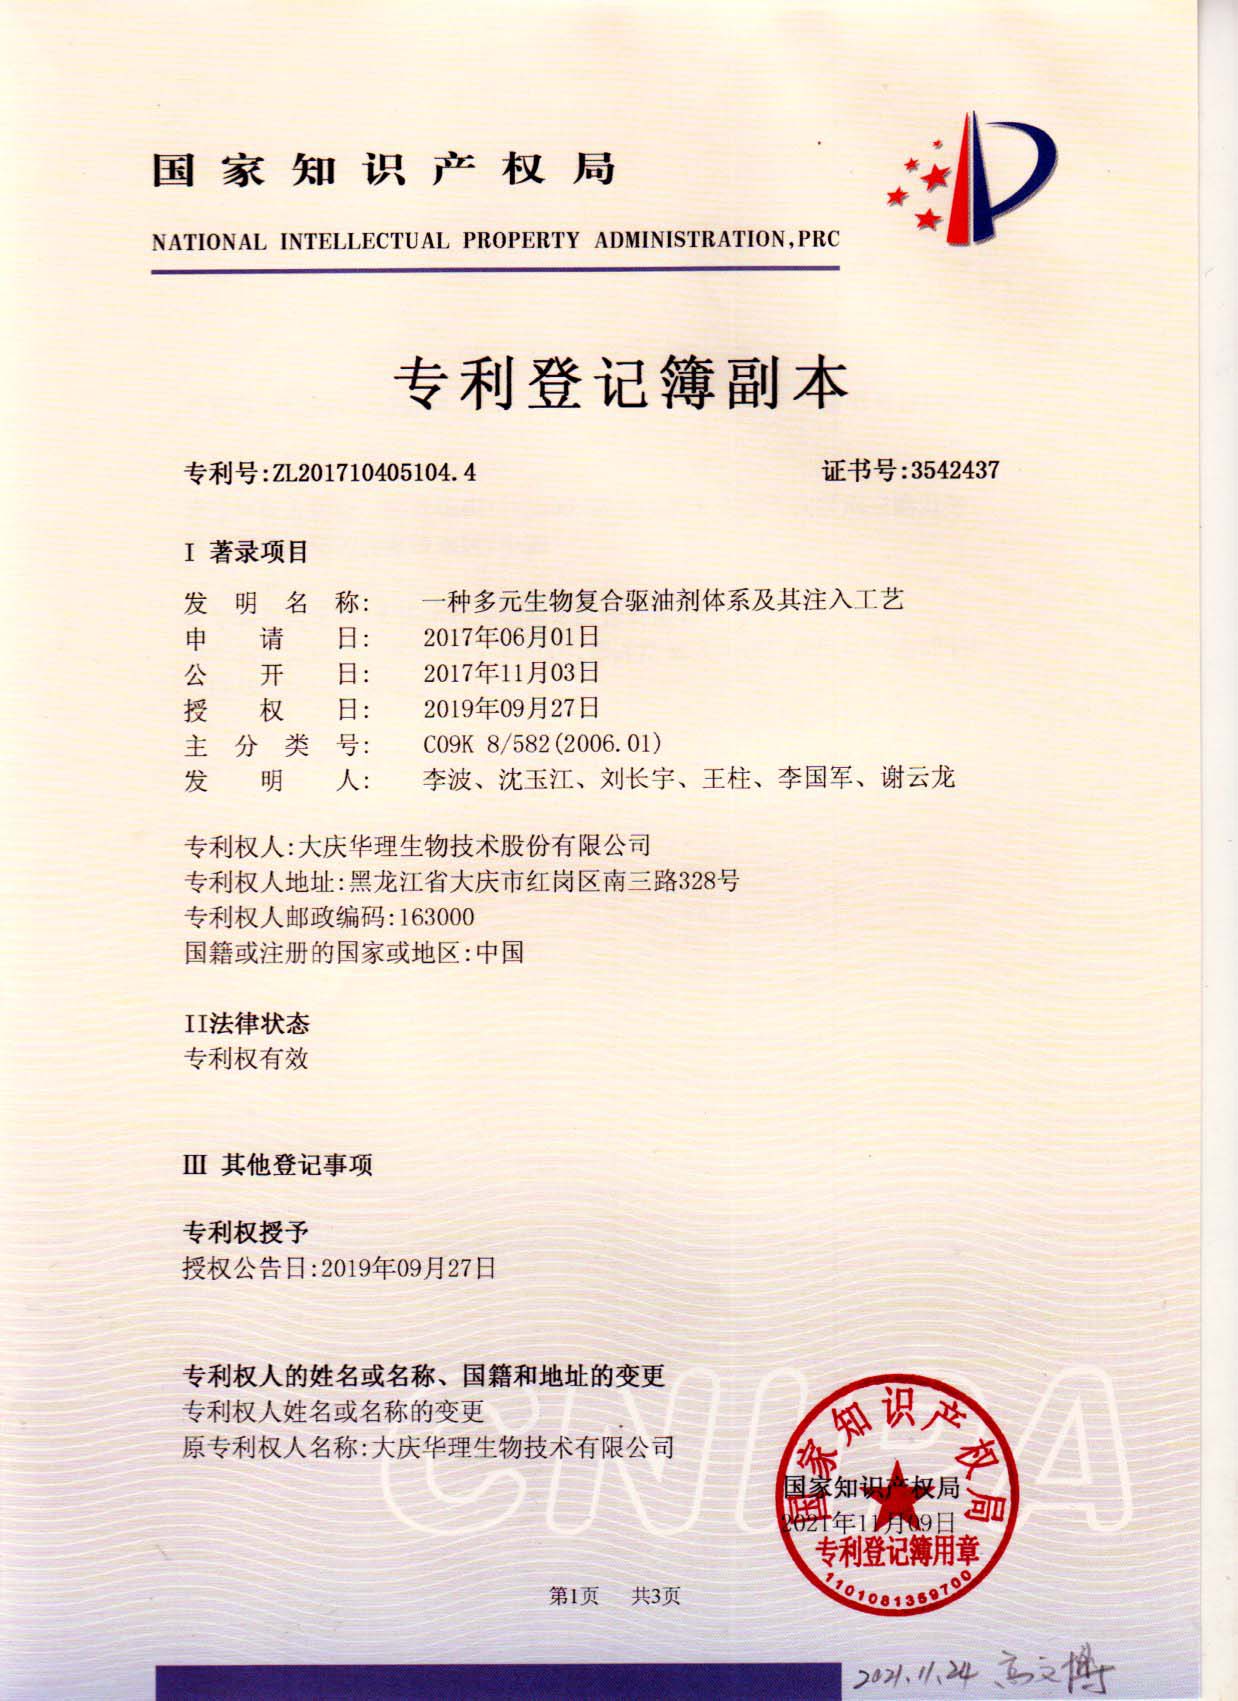 国家知识产权局
NATIONAL INTELLECTUAL PROPERTY ADMINISTRATION,PRC
专利登记簿副本
专利号:ZL201710405104.4 证书号:3542437
I 著录项目
发明名称: 一种多元生物复合驱油剂体系及其注入工艺
申请日: 2017年06月01日
公开日: 2017年11月03日
授权日: 2019年09月27日
主分类号: C09K 8/582(2006.01)
发明人: 李波、沈玉江、刘长宇、王柱、李国军、谢云龙
专利权人:大庆华理生物技术股份有限公司
专利权人地址:黑龙江省大庆市红岗区南三路328号
专利权人邮政编码:163000
国籍或注册的国家或地区:中国
II法律状态
专利权有效
III 其他登记事项
专利权授予
授权公告日:2019年09月27日
专利权人的姓名或名称、国籍和地址的变更
专利权人姓名或名称的变更
原专利权人名称:大庆华理生物技术有限公司
CNIPA
国家知识产权局
国家知识产权局
2021年11月09日
专利登记簿用章
1101081359700
第1页 共3页
2021.11.24 高文博